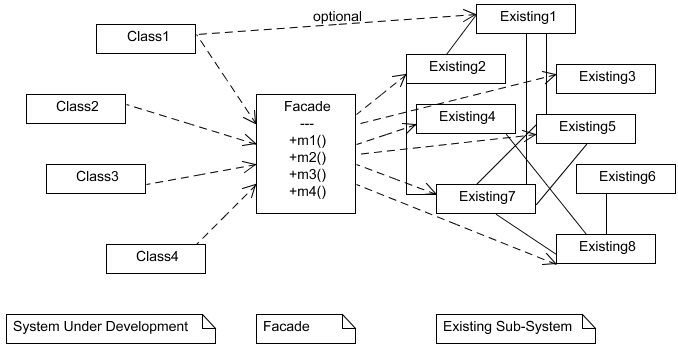 optional
Existing1
Class1
Existing2
Existing3
Class2
Facade
---
+m1()
+m2()
+m3()
+m4()
Existing4
Existing5
Class3
Existing6
Existing7
Class4
Existing8
System Under Development
Facade
Existing Sub-System